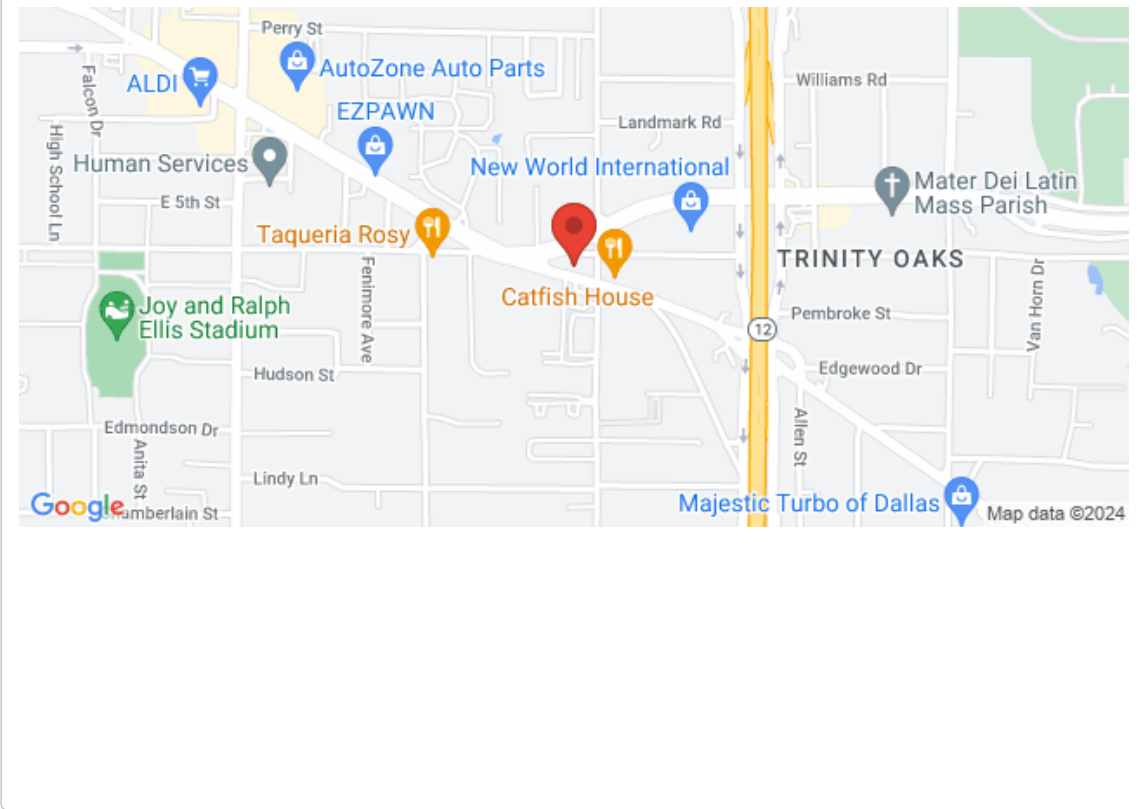 Perry St
ALDI
AutoZone Auto Parts
Williams Rd
Falcon Dr
EZPAWN
Landmark Rd
High School Ln
Human Services
New World International
Mater Dei Latin
Mass Parish
E 5th St
Taqueria Rosy
TRINITY OAKS
Catfish House
Joy and Ralph
Ellis Stadium
Fenimore Ave
Pembroke St
Van Horn Dr
12
Hudson St
Edgewood Dr
Edmondson Dr
Anita St
Allen St
Lindy Ln
Majestic Turbo of Dallas
Google
Map data ©2024